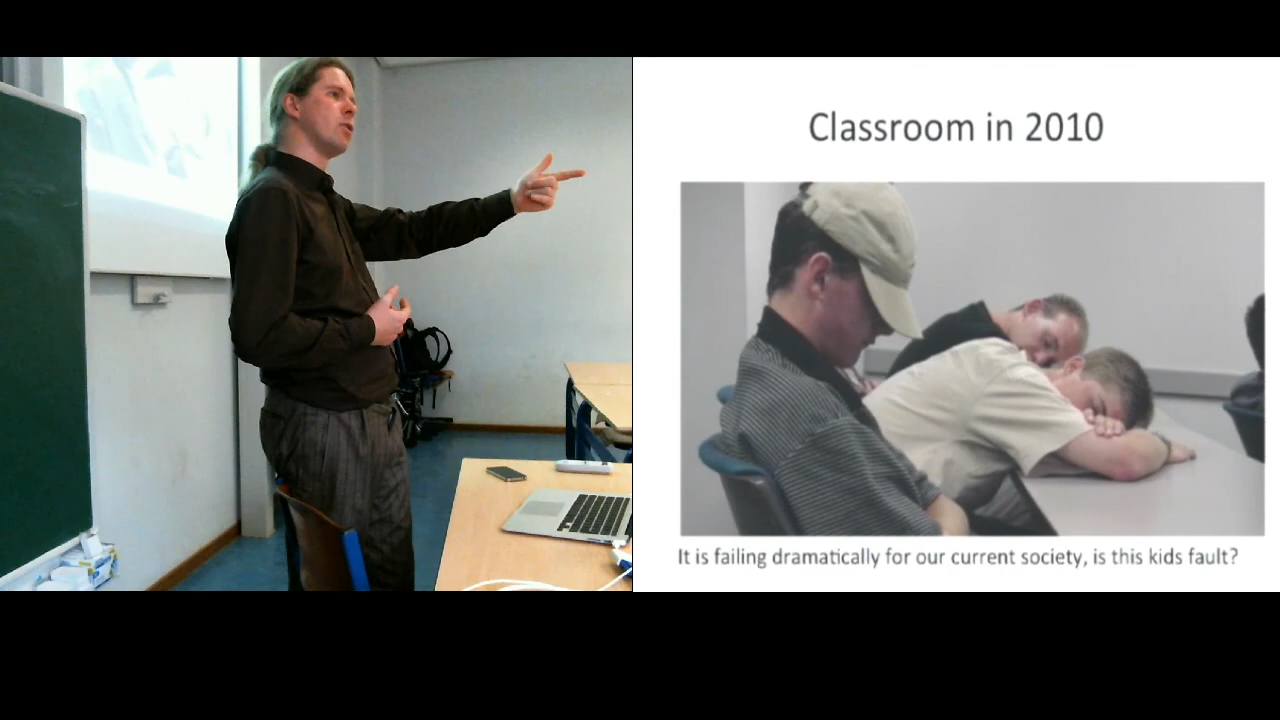 Classroom in 2010
It is failing dramatically for our current society, is this kids fault?